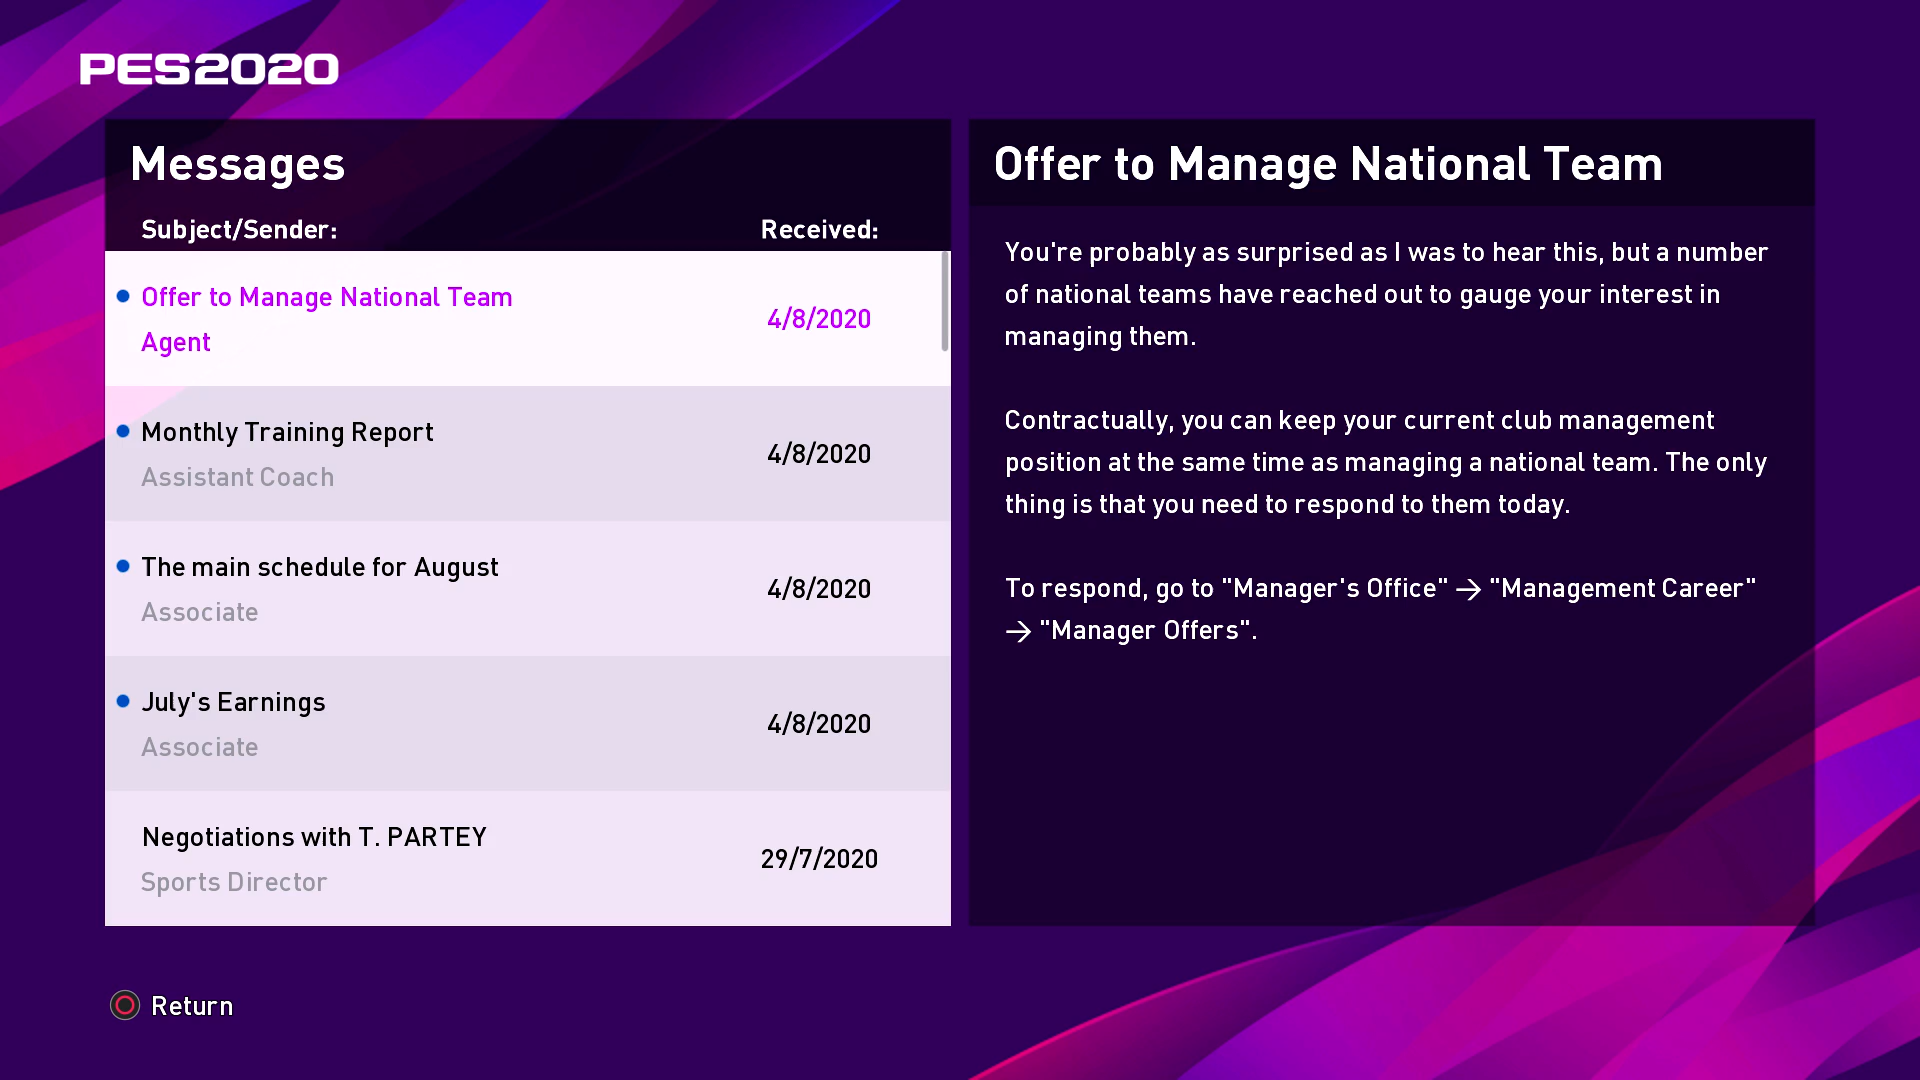 PES2020
Messages
Subject/Sender:
Received:
Offer to Manage National Team
Agent
4/8/2020
Monthly Training Report
Assistant Coach
4/8/2020
The main schedule for August
Associate
4/8/2020
July's Earnings
Associate
4/8/2020
Negotiations with T. PARTEY
Sports Director
29/7/2020
Offer to Manage National Team
You're probably as surprised as I was to hear this, but a number
of national teams have reached out to gauge your interest in
managing them.
Contractually, you can keep your current club management
position at the same time as managing a national team. The only
thing is that you need to respond to them today.
To respond, go to "Manager's Office" → "Management Career"
→ "Manager Offers".
Return